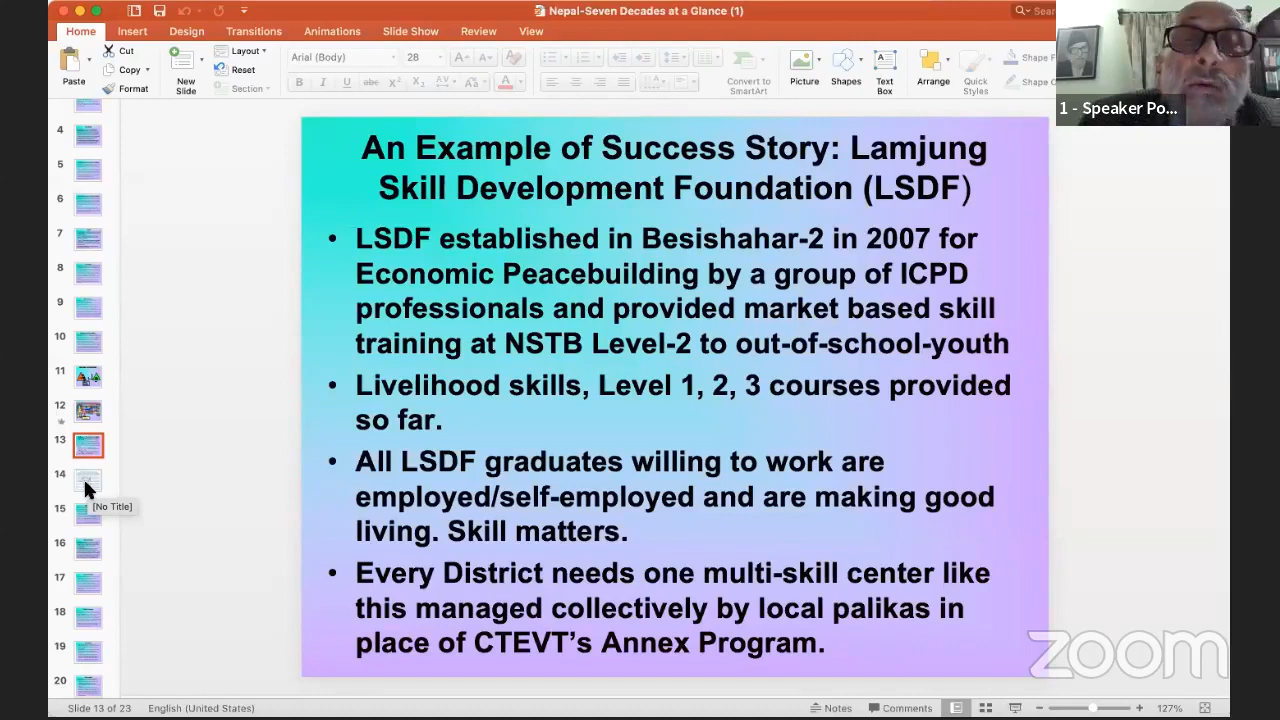 Nepal-Seven Decades at a Glance (1)
Home Insert Design Transitions Animations Slide Show Review View
Paste
Cut
Copy
Format
New
Slide
Layout
Reset
Section
Arial (Body) 28
Convert to
SmartArt
Picture
Shapes
Text
Box
Arrange
Quick
Styles
1 - Speaker Po...
4
5
6
7
8
9
10
11
12
13
14
[No Title]
15
16
17
18
19
20
An Example of Success Story: Lamjung
Skill Development Foundation (LSDF)
• LSDF established in Besishahar-2 in 2007 for
Economic Peacebuilding by a group of ICPD
professionals and provided market based skill
training at NSTB Level-2 to out-of-school-youth
• Livelihood skills, Level 1, 2, 3 courses provided
so far.
• All LSDF graduates willing to work are
employed/self-employed and are making good
living. Skill matters.
• Every District needs one multi-skill center like
this managed collectively by local palikas in
place of CTEVT’s Annex Program.
zoom
Slide 13 of 23 English (United States) Notes Comments 127%